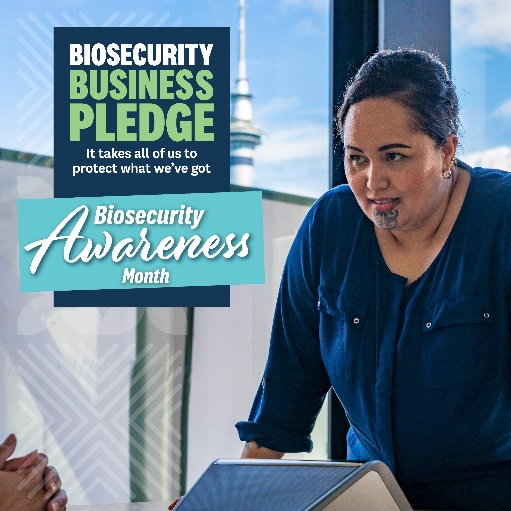 BIOSECURITY
BUSINESS
PLEDGE
It takes all of us to
protect what we've got
Biosecurity
Awareness
Month